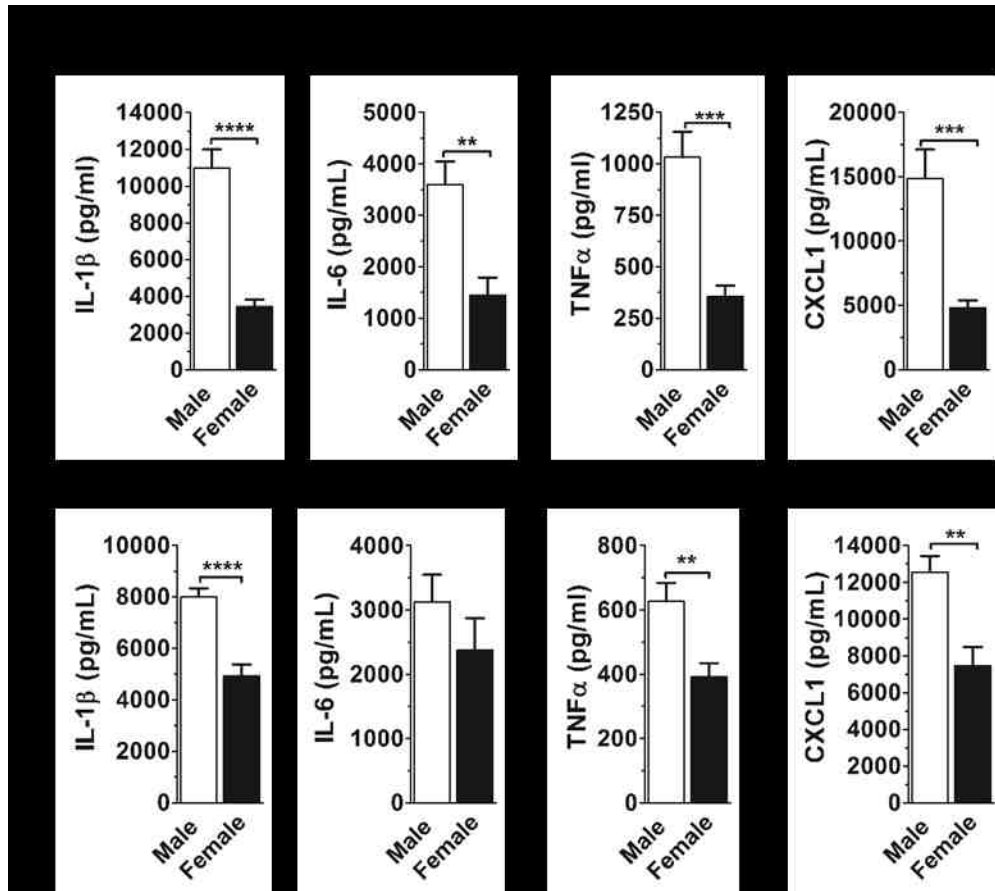 IL-1β (pg/ml)
14000
12000
10000
8000
6000
4000
2000
0
****
Male
Female
IL-6 (pg/mL)
5000
4000
3000
2000
1000
0
**
Male
Female
TNFα (pg/ml)
1250
1000
750
500
250
0
***
Male
Female
CXCL1 (pg/mL)
20000
15000
10000
5000
0
***
Male
Female
IL-1β (pg/mL)
10000
8000
6000
4000
2000
0
****
Male
Female
IL-6 (pg/mL)
4000
3000
2000
1000
0
Male
Female
TNFα (pg/ml)
800
600
400
200
0
**
Male
Female
CXCL1 (pg/mL)
14000
12000
10000
8000
6000
4000
2000
0
**
Male
Female